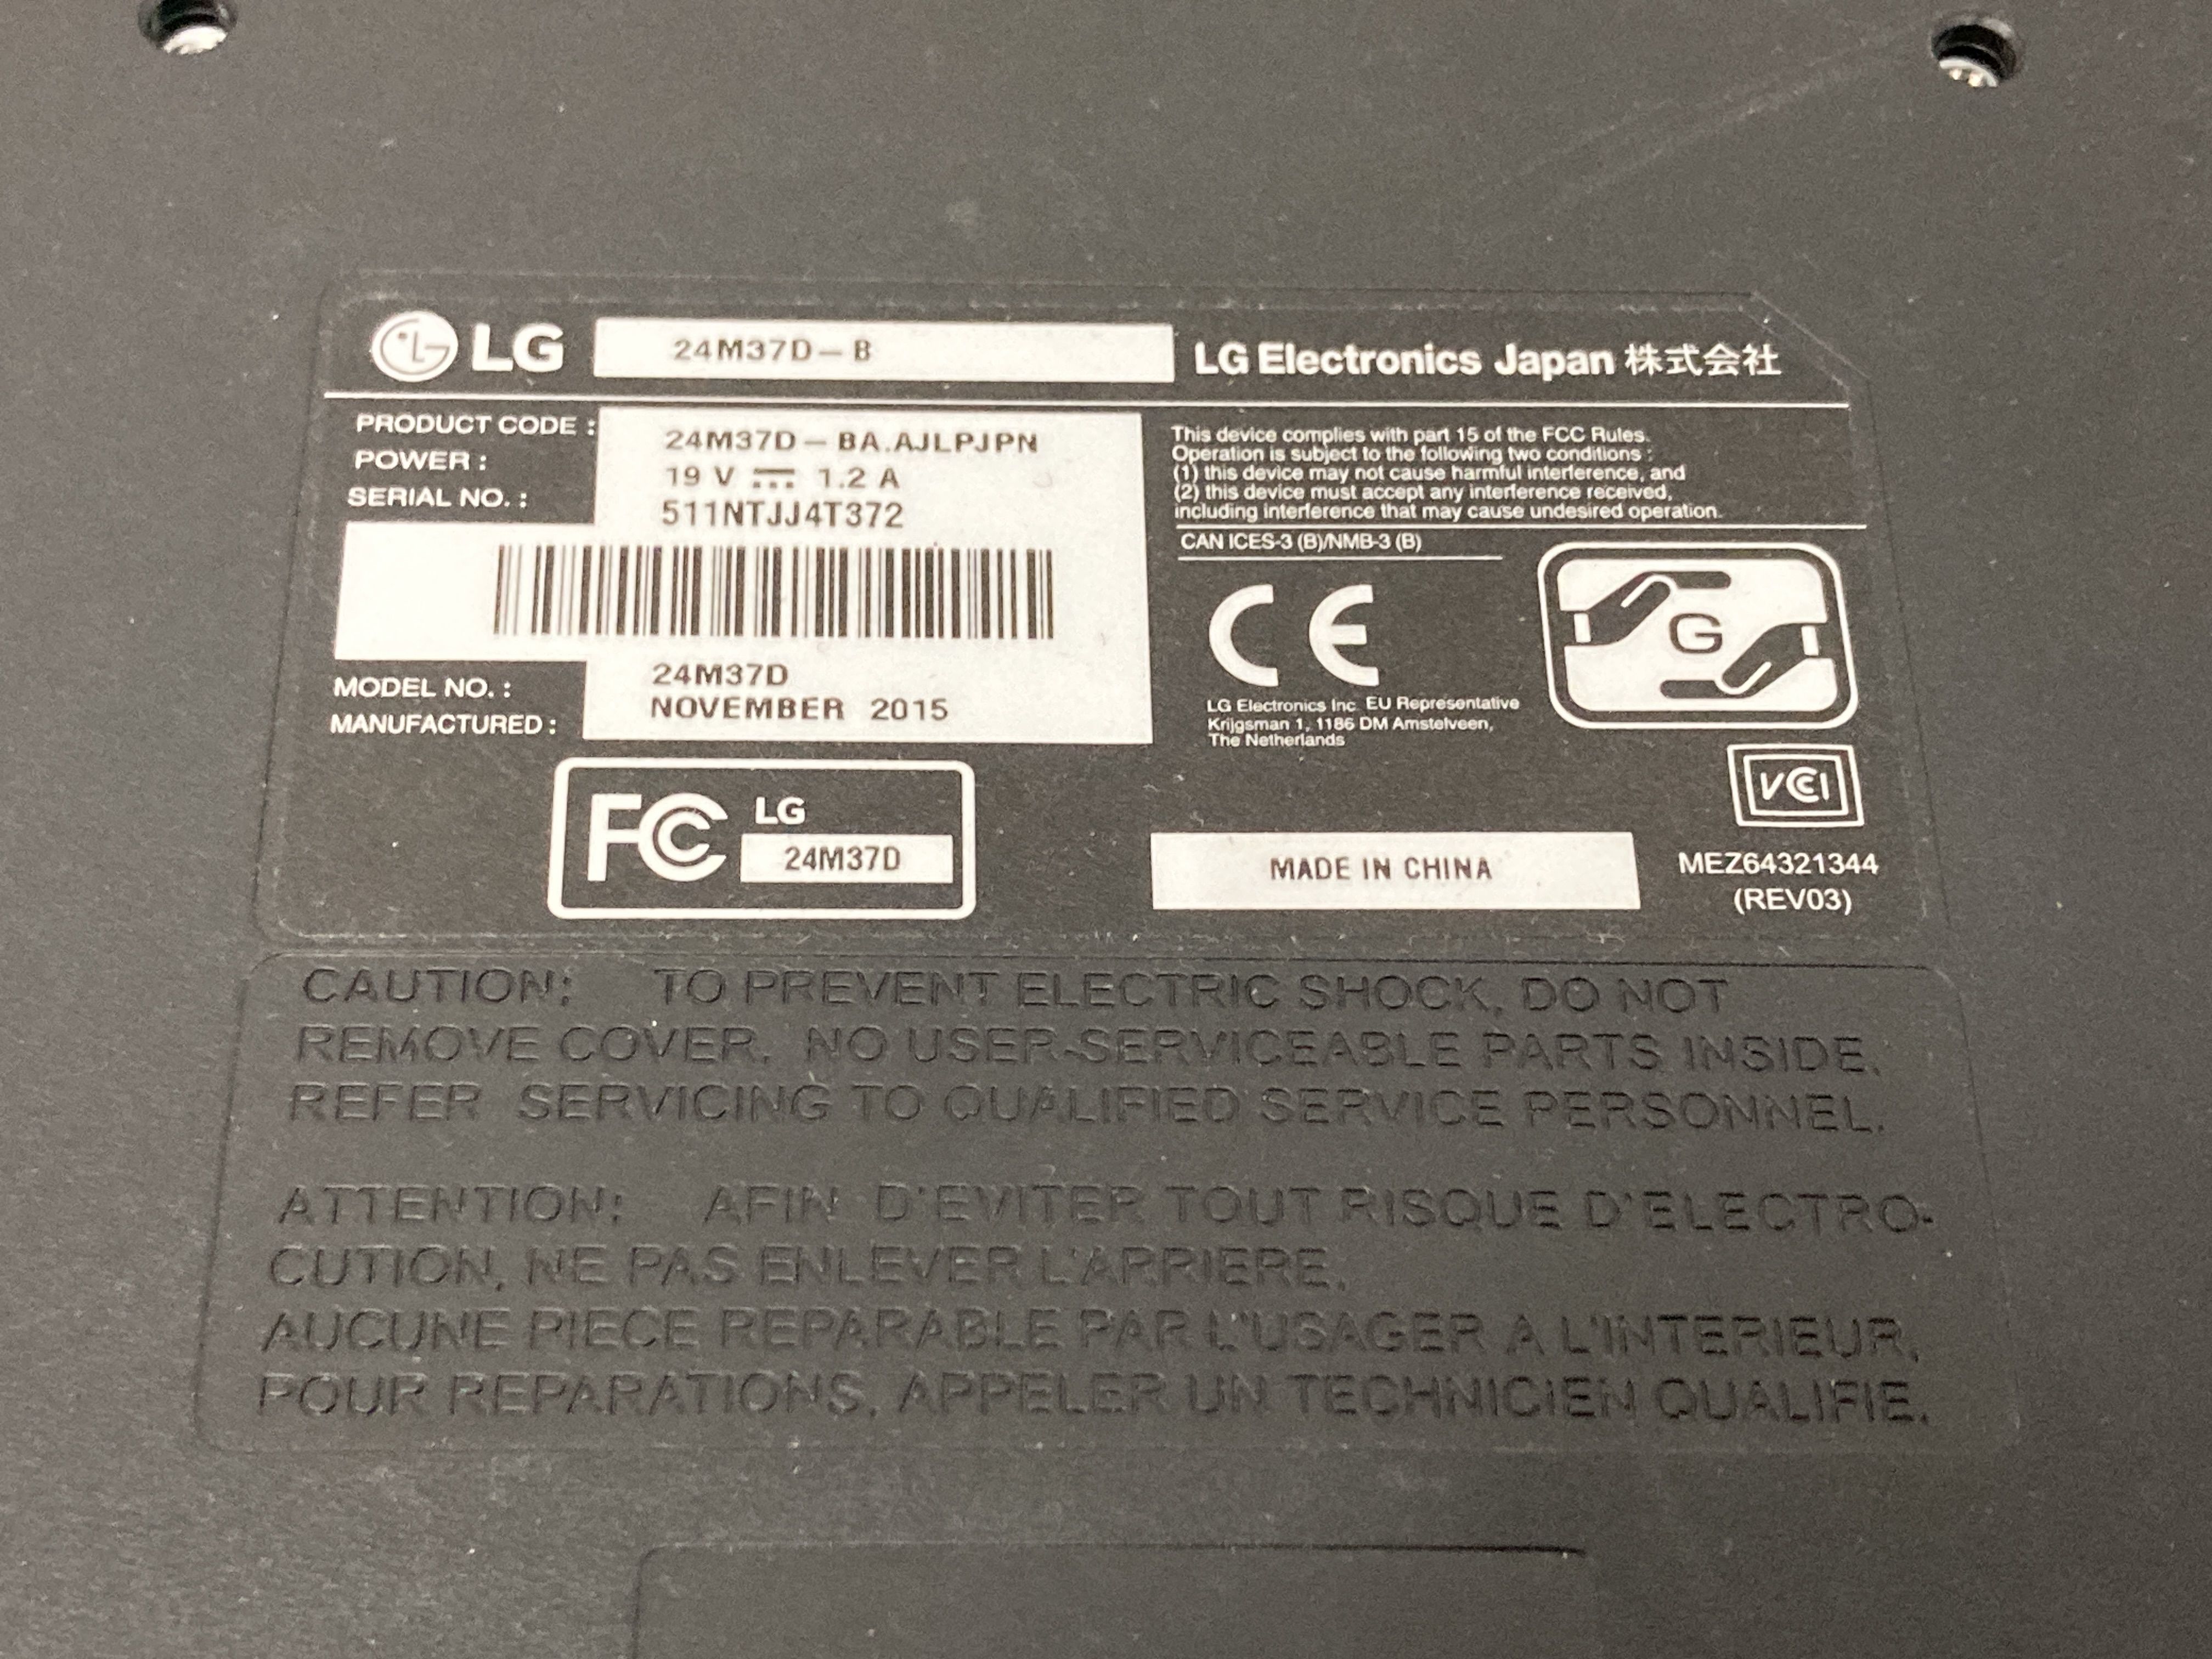 LG 24M37D-B LG Electronics Japan 株式会社
PRODUCT CODE : 24M37D-BA.AJLPJPN
POWER : 19 V ⎓ 1.2 A
SERIAL NO. : 511NTJJ4T372
MODEL NO. : 24M37D
MANUFACTURED : NOVEMBER 2015
This device complies with part 15 of the FCC Rules.
Operation is subject to the following two conditions :
(1) this device may not cause harmful interference, and
(2) this device must accept any interference received,
including interference that may cause undesired operation.
CAN ICES-3 (B)/NMB-3 (B)
CE
G
LG Electronics Inc. EU Representative
Krijgsman 1, 1186 DM Amstelveen,
The Netherlands
FC LG
24M37D
VCCI
MADE IN CHINA
MEZ64321344
(REV03)
CAUTION: TO PREVENT ELECTRIC SHOCK, DO NOT
REMOVE COVER. NO USER-SERVICEABLE PARTS INSIDE.
REFER SERVICING TO QUALIFIED SERVICE PERSONNEL.
ATTENTION: AFIN D'EVITER TOUT RISQUE D'ELECTRO-
CUTION, NE PAS ENLEVER L'ARRIERE.
AUCUNE PIECE REPARABLE PAR L'USAGER A L'INTERIEUR,
POUR REPARATIONS, APPELER UN TECHNICIEN QUALIFIE.